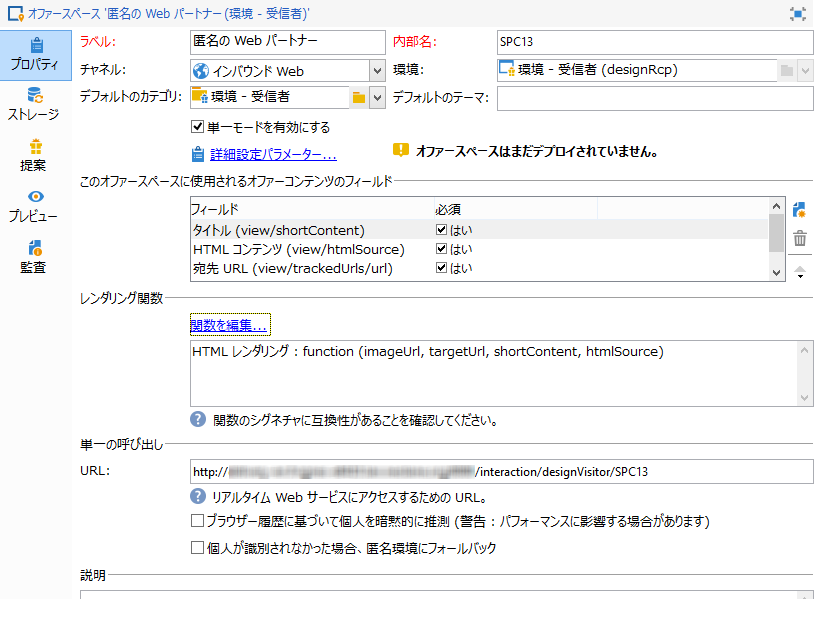 オファースペース '匿名の Web パートナー (環境 - 受信者)'
プロパティ
ストレージ
提案
プレビュー
監査
ラベル: 匿名の Web パートナー 内部名: SPC13
チャネル: インバウンド Web 環境: 環境 - 受信者 (designRcp)
デフォルトのカテゴリ: 環境 - 受信者 デフォルトのテーマ:
単一モードを有効にする
詳細設定パラメーター... オファースペースはまだデプロイされていません。
このオファースペースに使用されるオファーコンテンツのフィールド
フィールド 必須
タイトル (view/shortContent) はい
HTML コンテンツ (view/htmlSource) はい
宛先 URL (view/trackedUrls/url) はい
レンダリング関数
関数を編集...
HTML レンダリング : function (imageUrl, targetUrl, shortContent, htmlSource)
関数のシグネチャに互換性があることを確認してください。
単一の呼び出し
URL: http:// /interaction/designVisitor/SPC13
リアルタイム Web サービスにアクセスするための URL。
ブラウザー履歴に基づいて個人を暗黙的に推測 (警告 : パフォーマンスに影響する場合があります)
個人が識別されなかった場合、匿名環境にフォールバック
説明